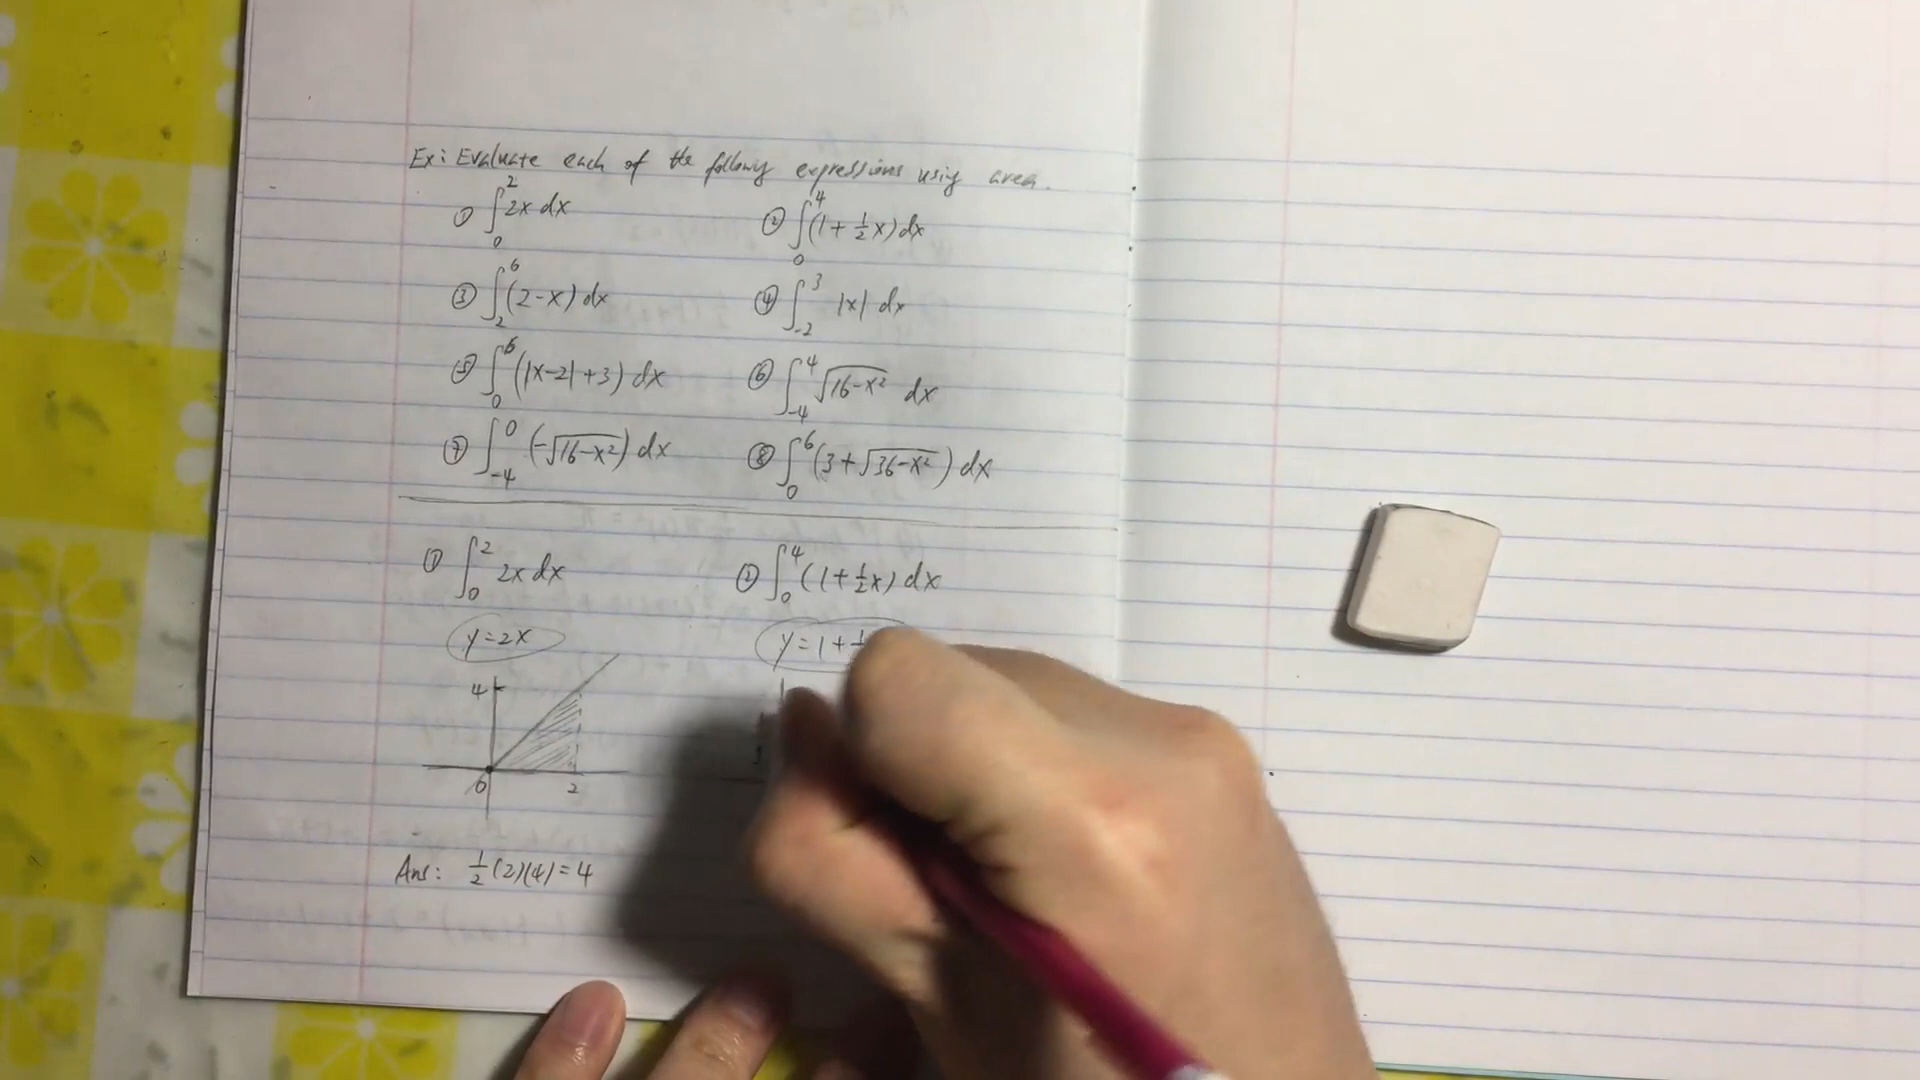 Ex: Evaluate each of the following expressions using area.
① ∫₀² 2x dx ② ∫₀⁴ (1 + ½x) dx
③ ∫₂⁶ (2-x) dx ④ ∫₋₂³ |x| dx
⑤ ∫₀⁶ (|x-2|+3) dx ⑥ ∫₋₄⁴ √(16-x²) dx
⑦ ∫₋₄⁰ (-√(16-x²)) dx ⑧ ∫₀⁶ (3+√(36-x²)) dx
① ∫₀² 2x dx ② ∫₀⁴ (1+½x) dx
y=2x y=1+
4
0 2
Ans: ½(2)(4)=4